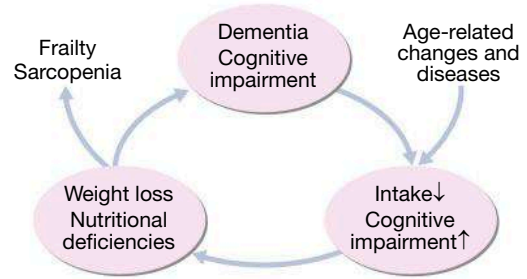 Dementia
Cognitive
impairment
Frailty
Sarcopenia
Age-related
changes and
diseases
Weight loss
Nutritional
deficiencies
Intake↓
Cognitive
impairment↑